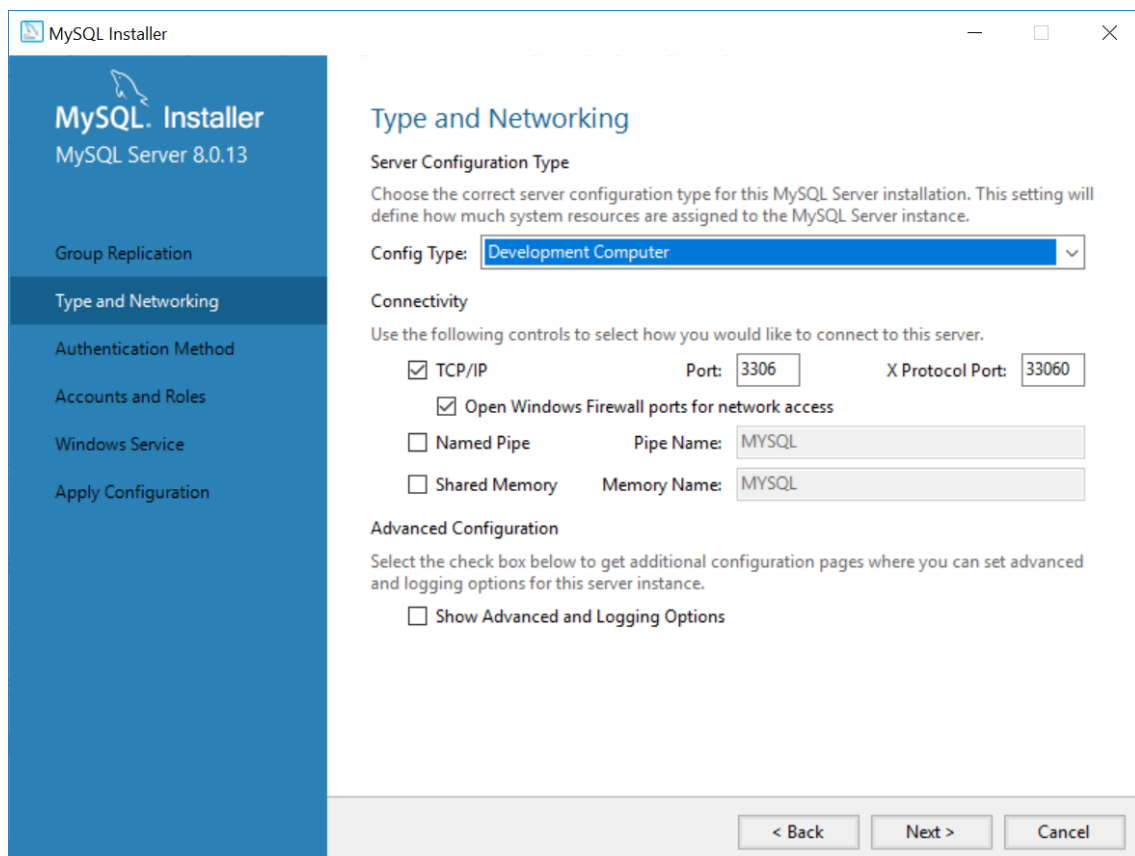 MySQL Installer
MySQL. Installer
MySQL Server 8.0.13
Group Replication
Type and Networking
Authentication Method
Accounts and Roles
Windows Service
Apply Configuration
Type and Networking
Server Configuration Type
Choose the correct server configuration type for this MySQL Server installation. This setting will
define how much system resources are assigned to the MySQL Server instance.
Config Type: Development Computer
Connectivity
Use the following controls to select how you would like to connect to this server.
TCP/IP Port: 3306 X Protocol Port: 33060
Open Windows Firewall ports for network access
Named Pipe Pipe Name: MYSQL
Shared Memory Memory Name: MYSQL
Advanced Configuration
Select the check box below to get additional configuration pages where you can set advanced
and logging options for this server instance.
Show Advanced and Logging Options
< Back Next > Cancel